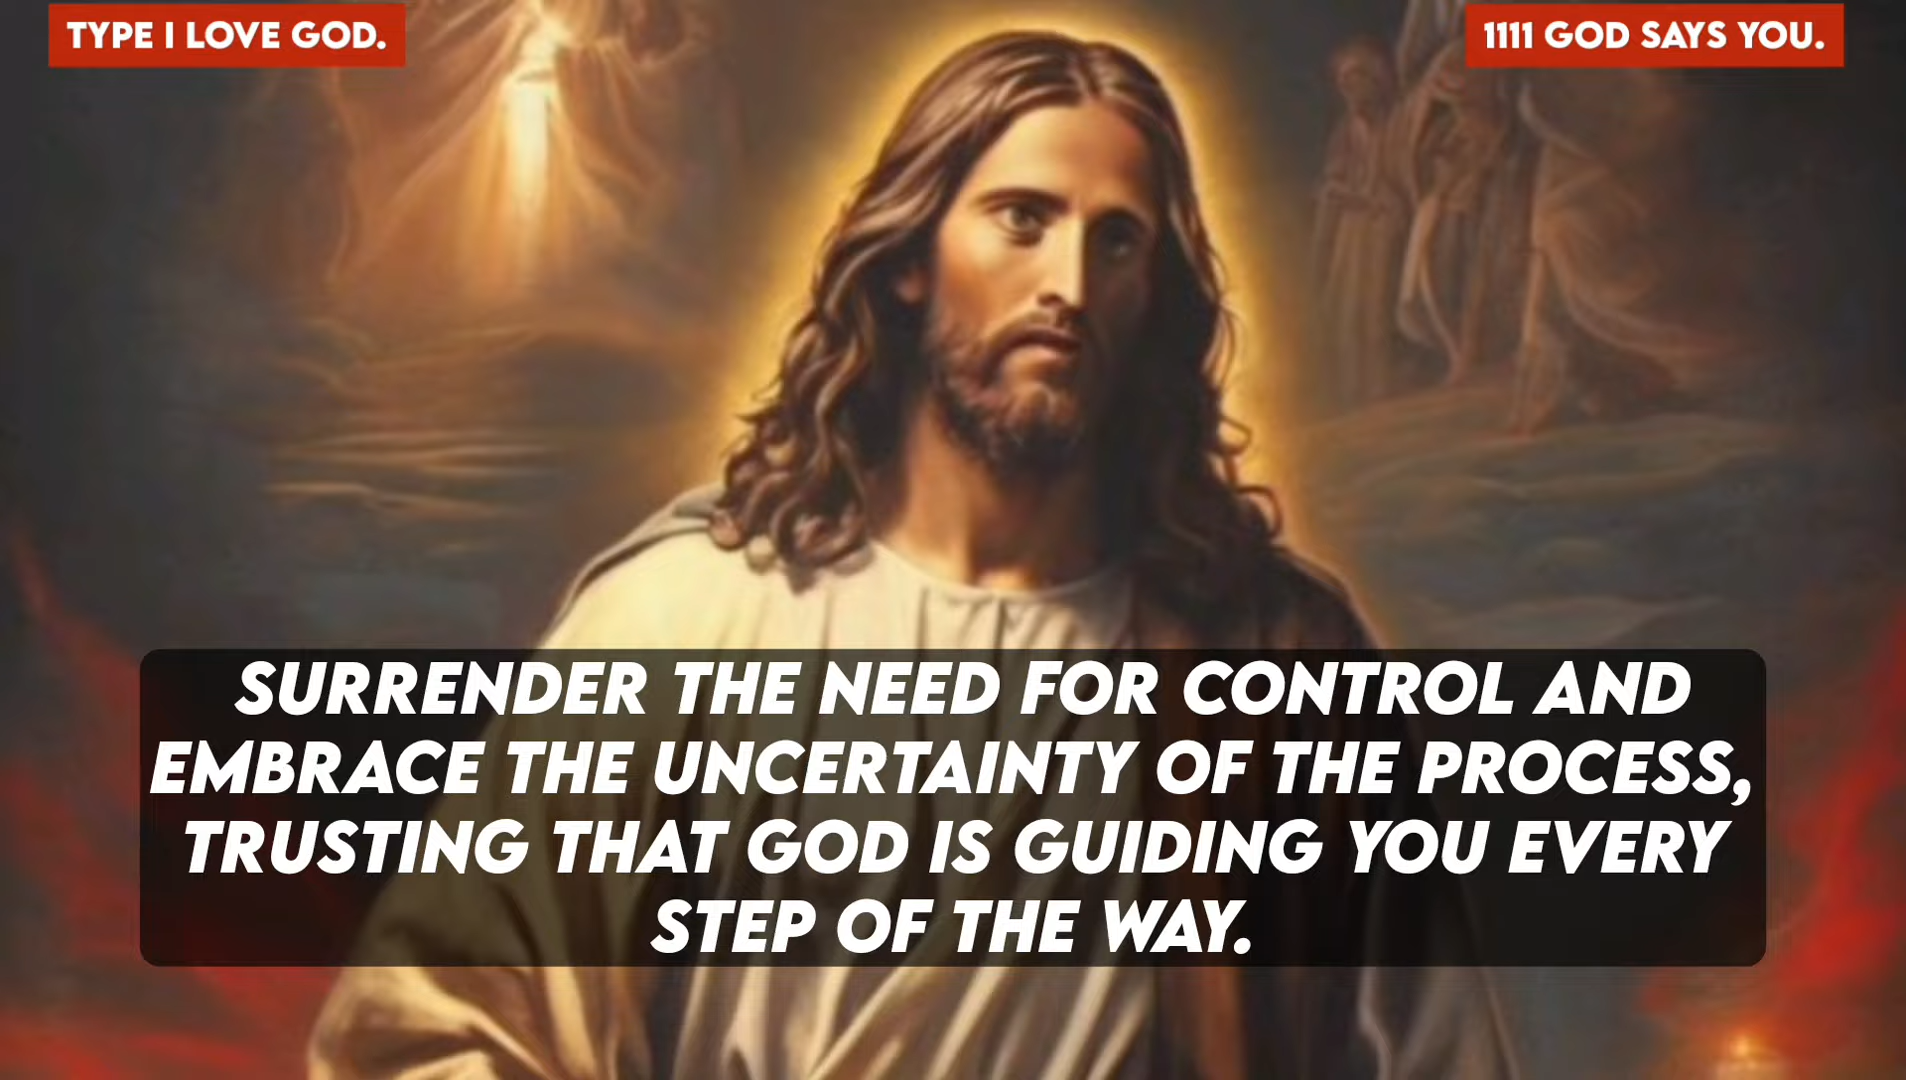 TYPE I LOVE GOD.
1111 GOD SAYS YOU.
SURRENDER THE NEED FOR CONTROL AND
EMBRACE THE UNCERTAINTY OF THE PROCESS,
TRUSTING THAT GOD IS GUIDING YOU EVERY
STEP OF THE WAY.